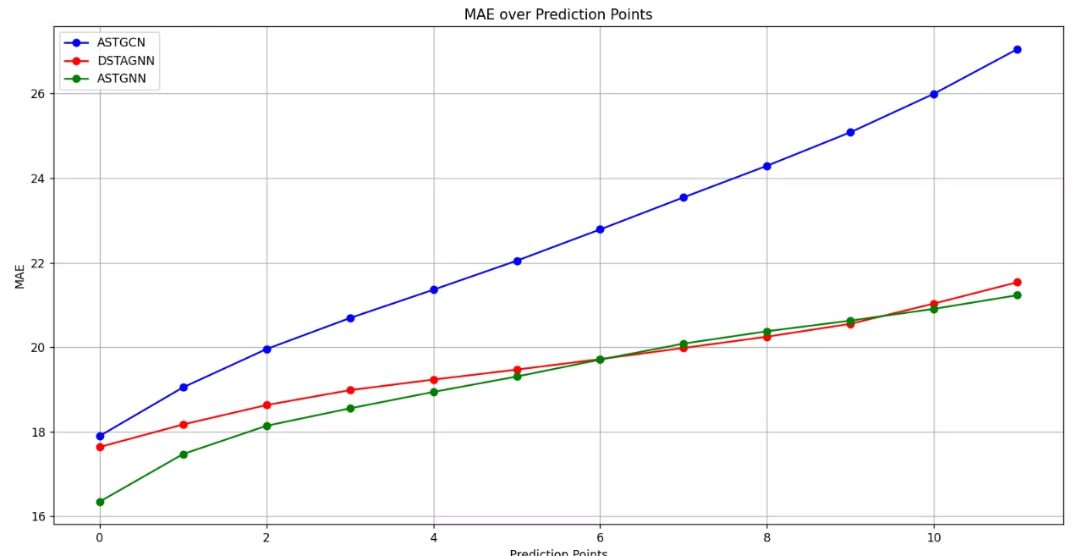 MAE over Prediction Points
ASTGCN
DSTAGNN
ASTGNN
MAE
26
24
22
20
18
16
0 2 4 6 8 10
Prediction Points